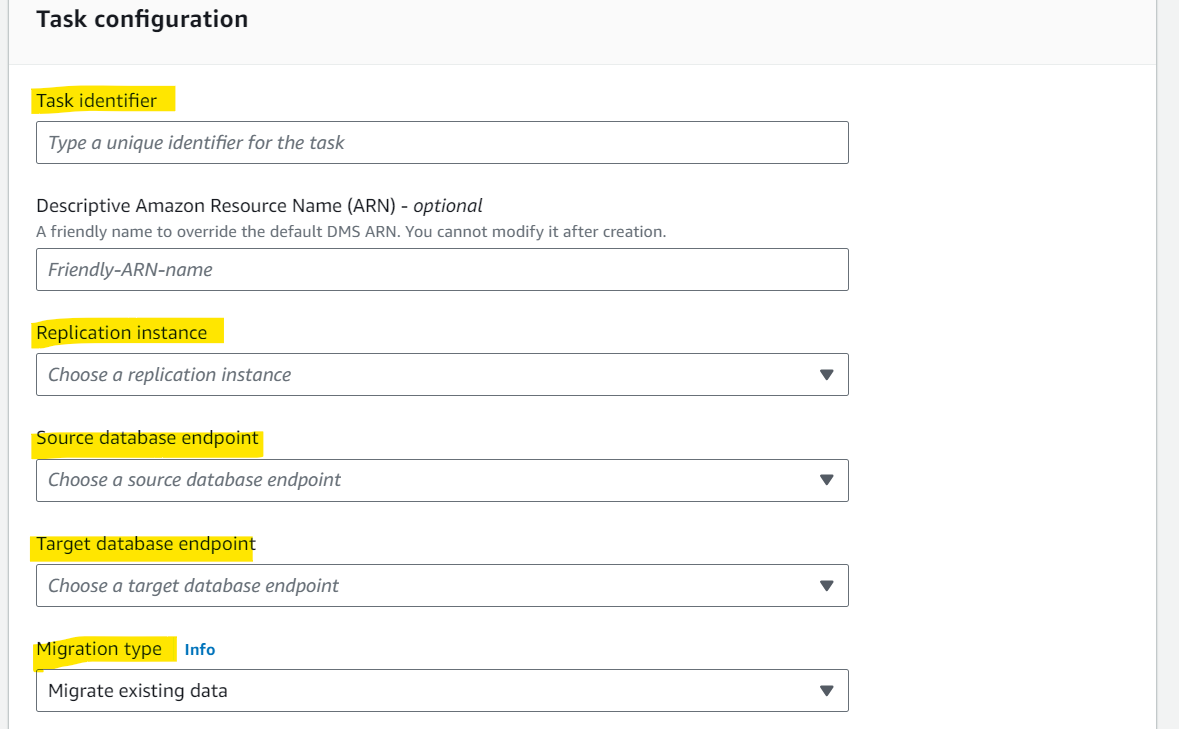 Task configuration
Task identifier
Type a unique identifier for the task
Descriptive Amazon Resource Name (ARN) - optional
A friendly name to override the default DMS ARN. You cannot modify it after creation.
Friendly-ARN-name
Replication instance
Choose a replication instance
Source database endpoint
Choose a source database endpoint
Target database endpoint
Choose a target database endpoint
Migration type Info
Migrate existing data